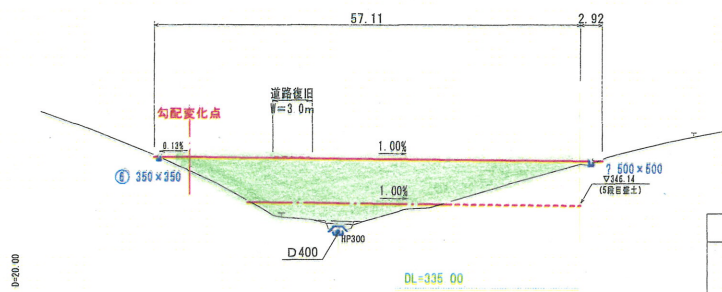 57.11
2.92
道路復旧
W=3.0m
勾配変化点
0.13%
1.00%
⑥ 350×350
? 500×500
1.00%
▽346.14
(5段目盛土)
HP300
D400
DL=335.00
D=20.00